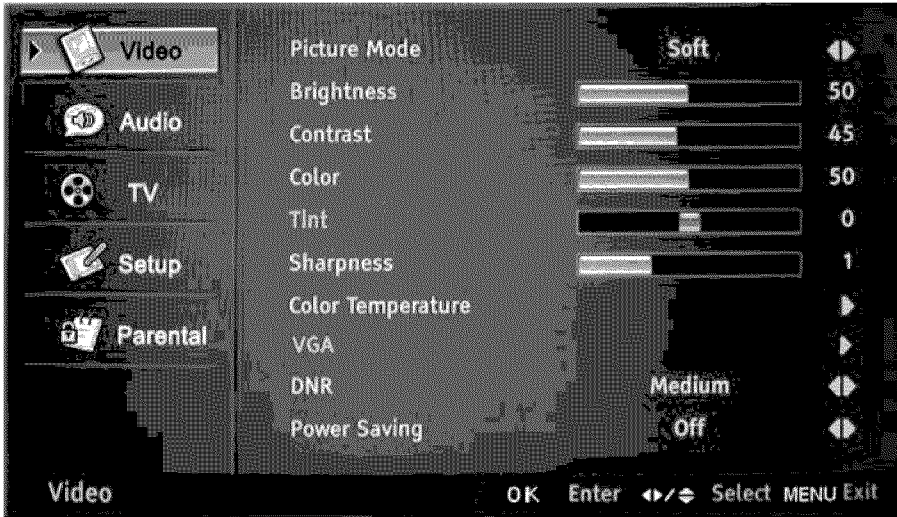 Video
Audio
TV
Setup
Parental
Picture Mode Soft
Brightness 50
Contrast 45
Color 50
Tint 0
Sharpness 1
Color Temperature
VGA
DNR Medium
Power Saving Off
Video OK Enter Select MENU Exit